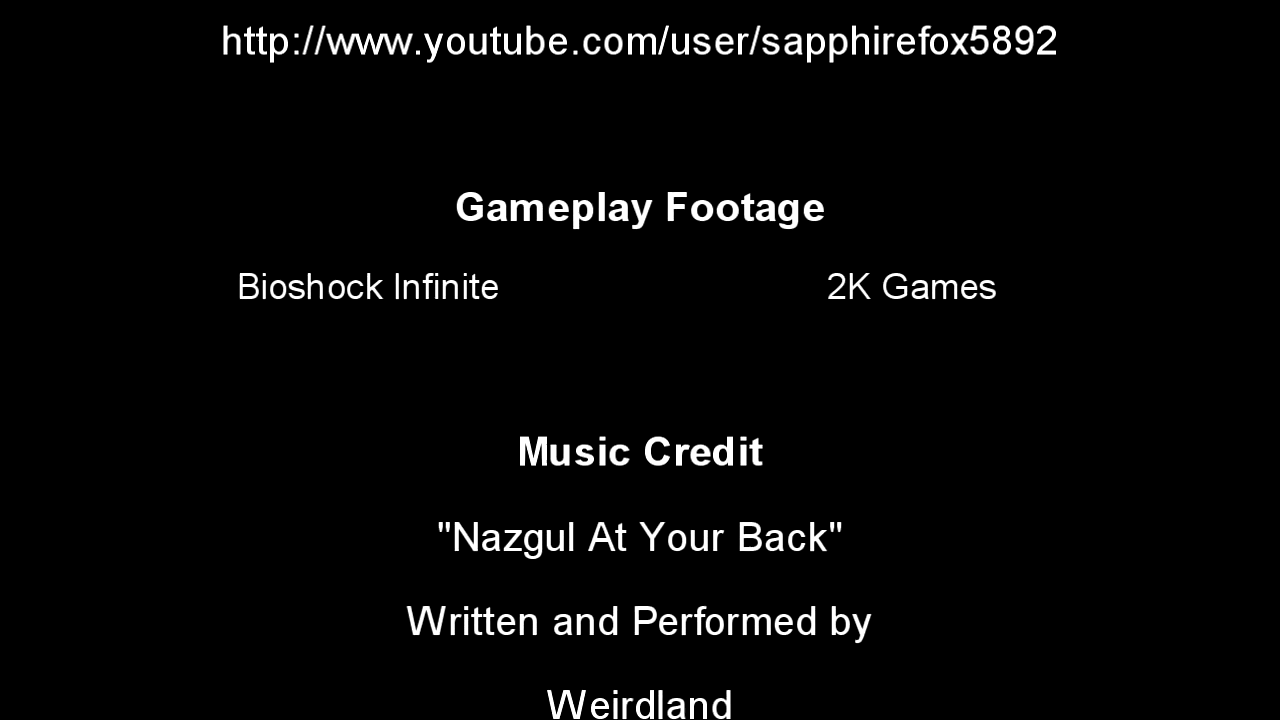 http://www.youtube.com/user/sapphirefox5892
Gameplay Footage
Bioshock Infinite 2K Games
Music Credit
"Nazgul At Your Back"
Written and Performed by
Weirdland